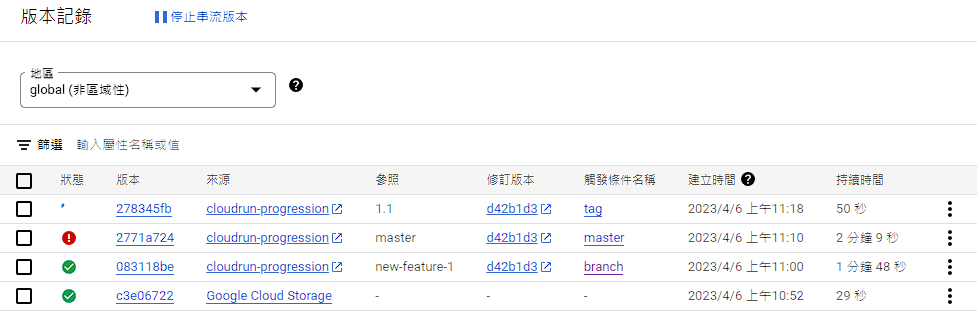 版本記錄 停止串流版本
地區
global (非區域性)
篩選 輸入屬性名稱或值
狀態 版本 來源 參照 修訂版本 觸發條件名稱 建立時間 持續時間
278345fb cloudrun-progression 1.1 d42b1d3 tag 2023/4/6 上午11:18 50 秒
2771a724 cloudrun-progression master d42b1d3 master 2023/4/6 上午11:10 2 分鐘 9 秒
083118be cloudrun-progression new-feature-1 d42b1d3 branch 2023/4/6 上午11:00 1 分鐘 48 秒
c3e06722 Google Cloud Storage - - - 2023/4/6 上午10:52 29 秒